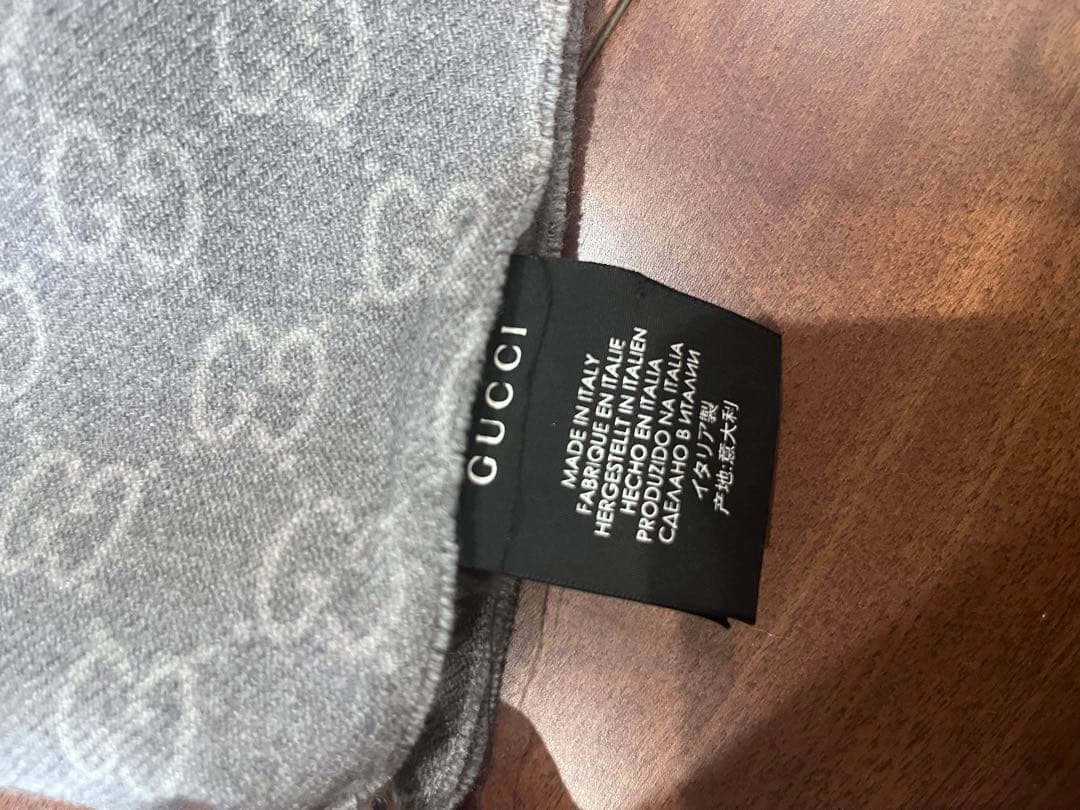 GUCCI
MADE IN ITALY
FABRIQUE EN ITALIE
HERGESTELLT IN ITALIEN
HECHO EN ITALIA
PRODUZIDO NA ITALIA
СДЕЛАНО В ИТАЛИИ
イタリア製
产地:意大利